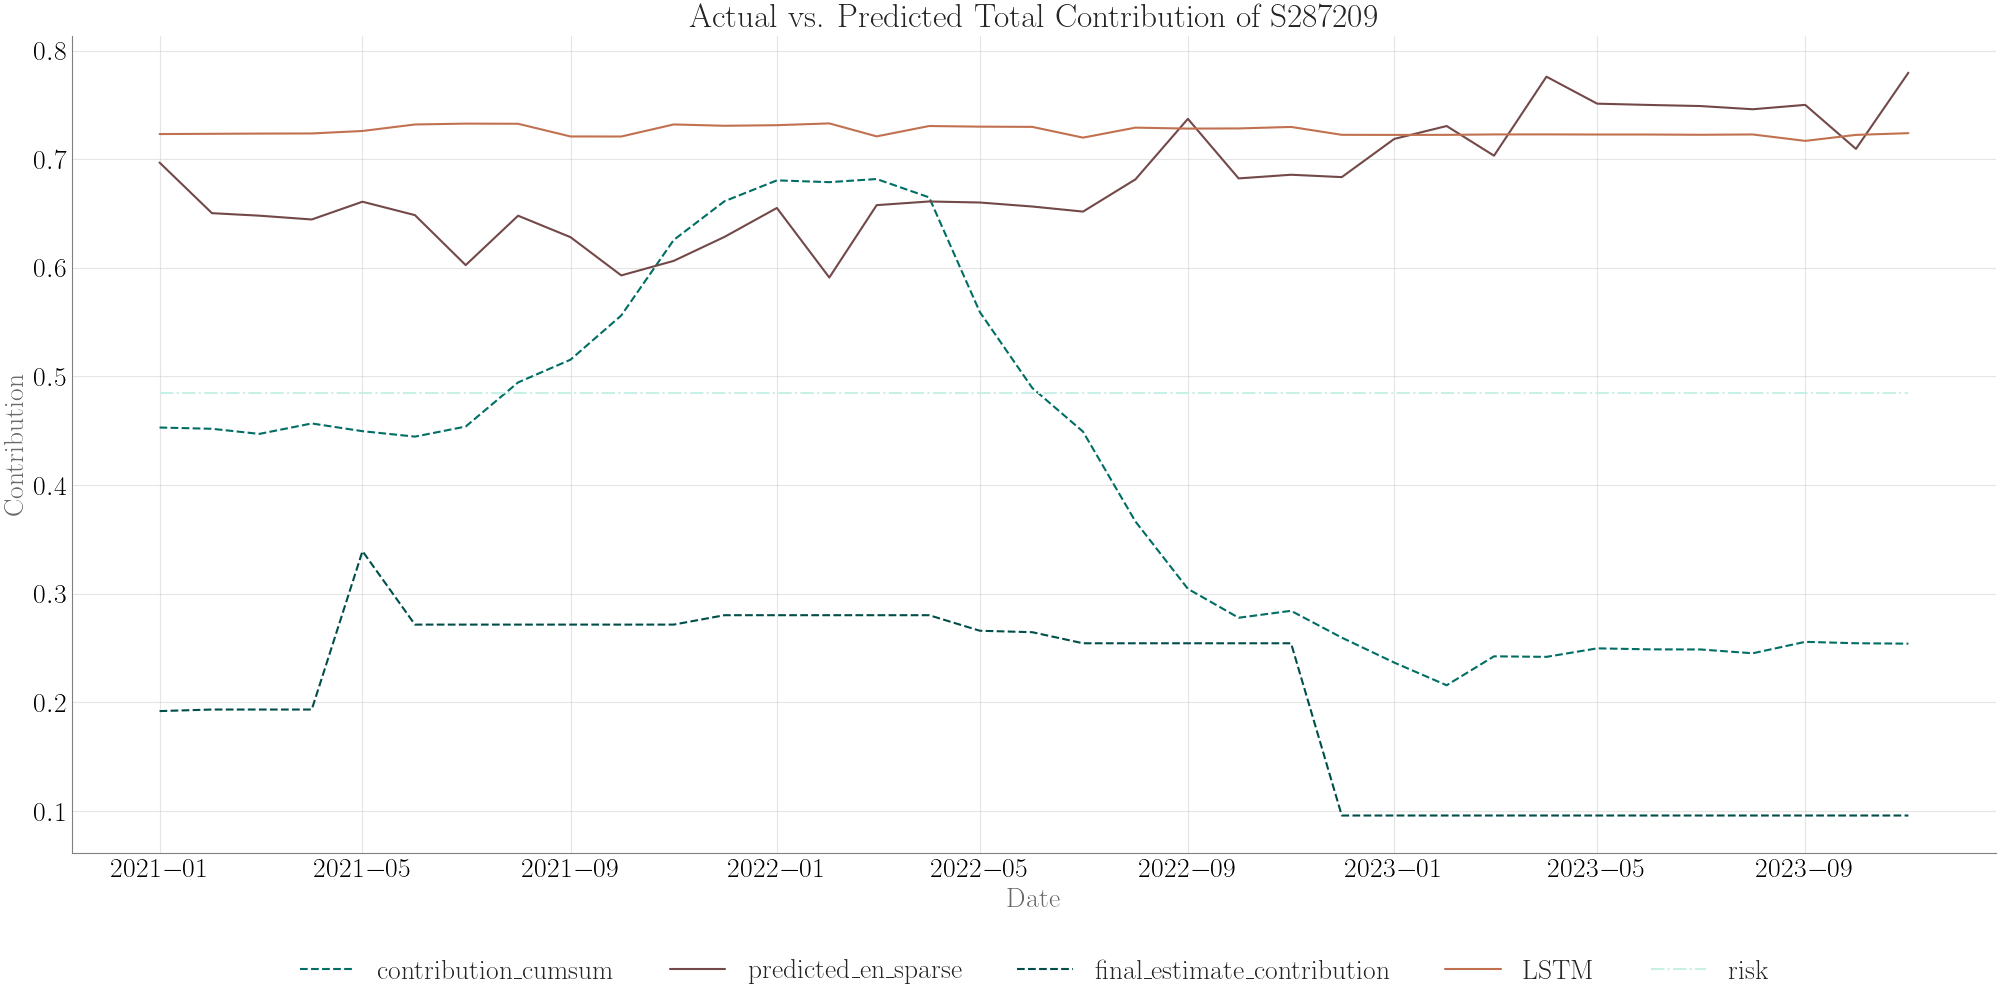 Actual vs. Predicted Total Contribution of S287209
0.8
0.7
0.6
0.5
0.4
0.3
0.2
0.1
Contribution
2021−01 2021−05 2021−09 2022−01 2022−05 2022−09 2023−01 2023−05 2023−09
Date
contribution_cumsum predicted_en_sparse final_estimate_contribution LSTM risk